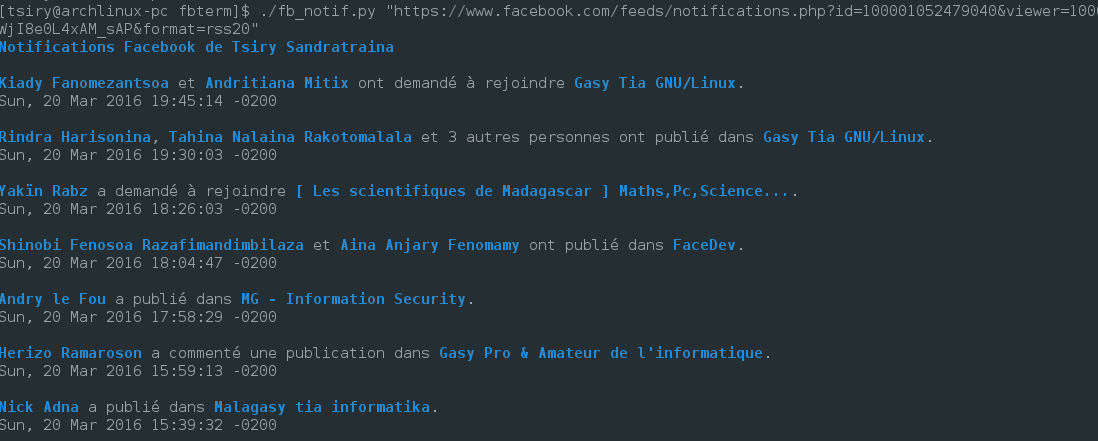 [tsiry@archlinux-pc fbterm]$ ./fb_notif.py "https://www.facebook.com/feeds/notifications.php?id=100001052479040&viewer=100
WjI8e0L4xAM_sAP&format=rss20"
Notifications Facebook de Tsiry Sandratraina
Kiady Fanomezantsoa et Andritiana Mitix ont demandé à rejoindre Gasy Tia GNU/Linux.
Sun, 20 Mar 2016 19:45:14 -0200
Rindra Harisonina, Tahina Nalaina Rakotomalala et 3 autres personnes ont publié dans Gasy Tia GNU/Linux.
Sun, 20 Mar 2016 19:30:03 -0200
Yakïn Rabz a demandé à rejoindre [ Les scientifiques de Madagascar ] Maths,Pc,Science....
Sun, 20 Mar 2016 18:26:03 -0200
Shinobi Fenosoa Razafimandimbilaza et Aina Anjary Fenomamy ont publié dans FaceDev.
Sun, 20 Mar 2016 18:04:47 -0200
Andry le Fou a publié dans MG - Information Security.
Sun, 20 Mar 2016 17:58:29 -0200
Herizo Ramaroson a commenté une publication dans Gasy Pro & Amateur de l'informatique.
Sun, 20 Mar 2016 15:59:13 -0200
Nick Adna a publié dans Malagasy tia informatika.
Sun, 20 Mar 2016 15:39:32 -0200